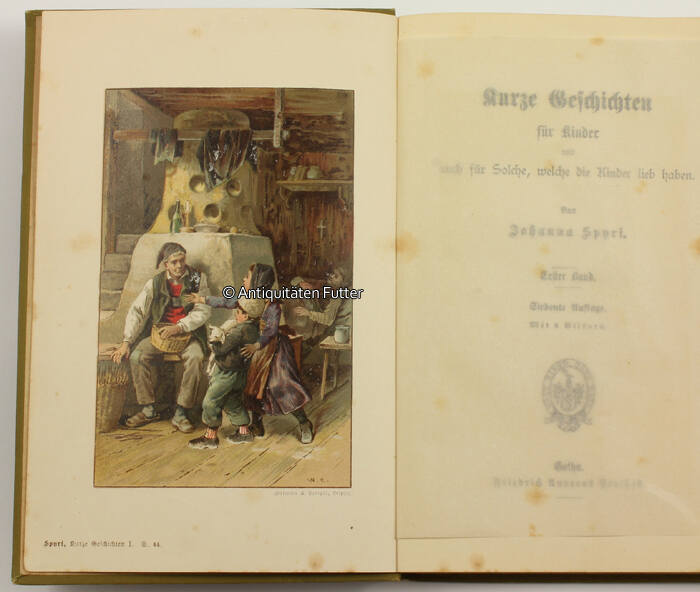 © Antiquitäten Futter
Spyri, Kurze Geschichten I. S. 44.
Kurze Geschichten
für Kinder
und
auch für Solche, welche die Kinder lieb haben.
Von
Johanna Spyri.
Erster Band.
Siebente Auflage.
Mit 4 Bildern.
Gotha.
Friedrich Andreas Perthes